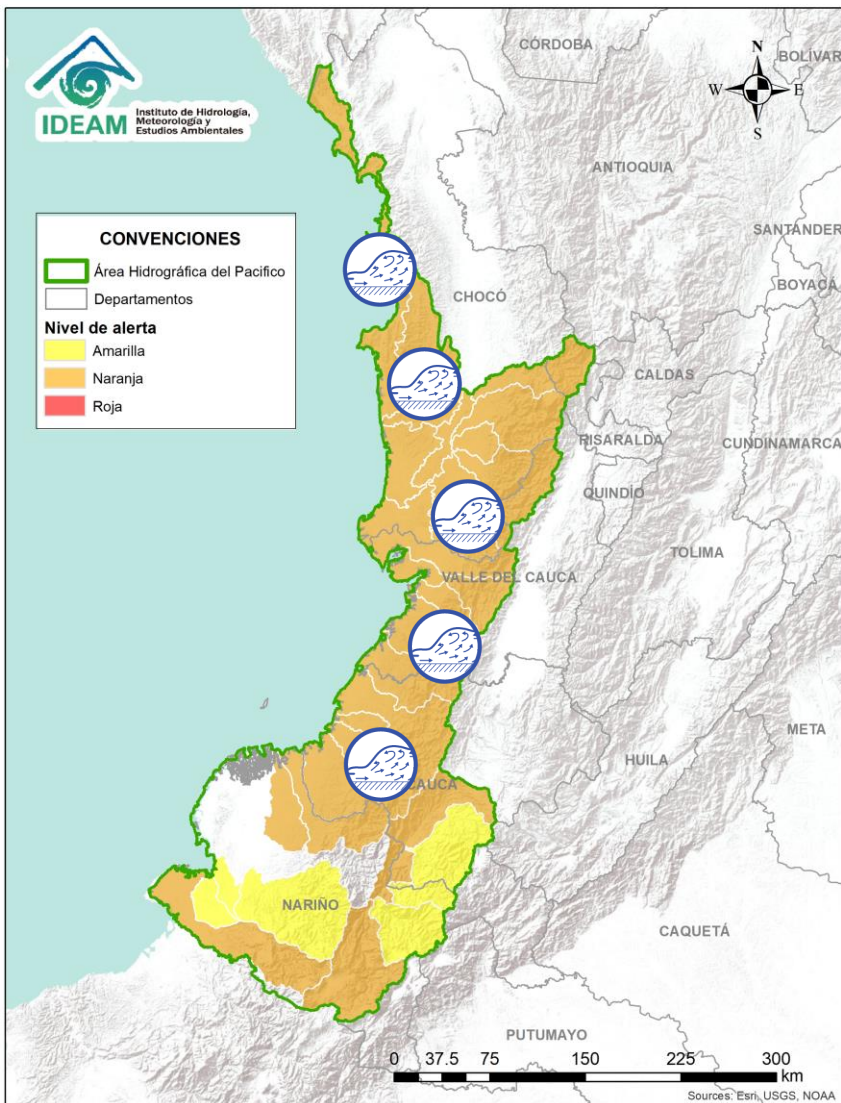 IDEAM
Instituto de Hidrología,
Meteorología y
Estudios Ambientales
CÓRDOBA
BOLÍVAR
N
W
E
S
ANTIOQUIA
SANTANDER
BOYACÁ
CONVENCIONES
Área Hidrográfica del Pacifico
Departamentos
Nivel de alerta
Amarilla
Naranja
Roja
CHOCÓ
CALDAS
RISARALDA
CUNDINAMARCA
QUINDÍO
TOLIMA
VALLE DEL CAUCA
META
HUILA
CAUCA
NARIÑO
CAQUETÁ
PUTUMAYO
0 37.5 75 150 225 300
km
Sources: Esri, USGS, NOAA